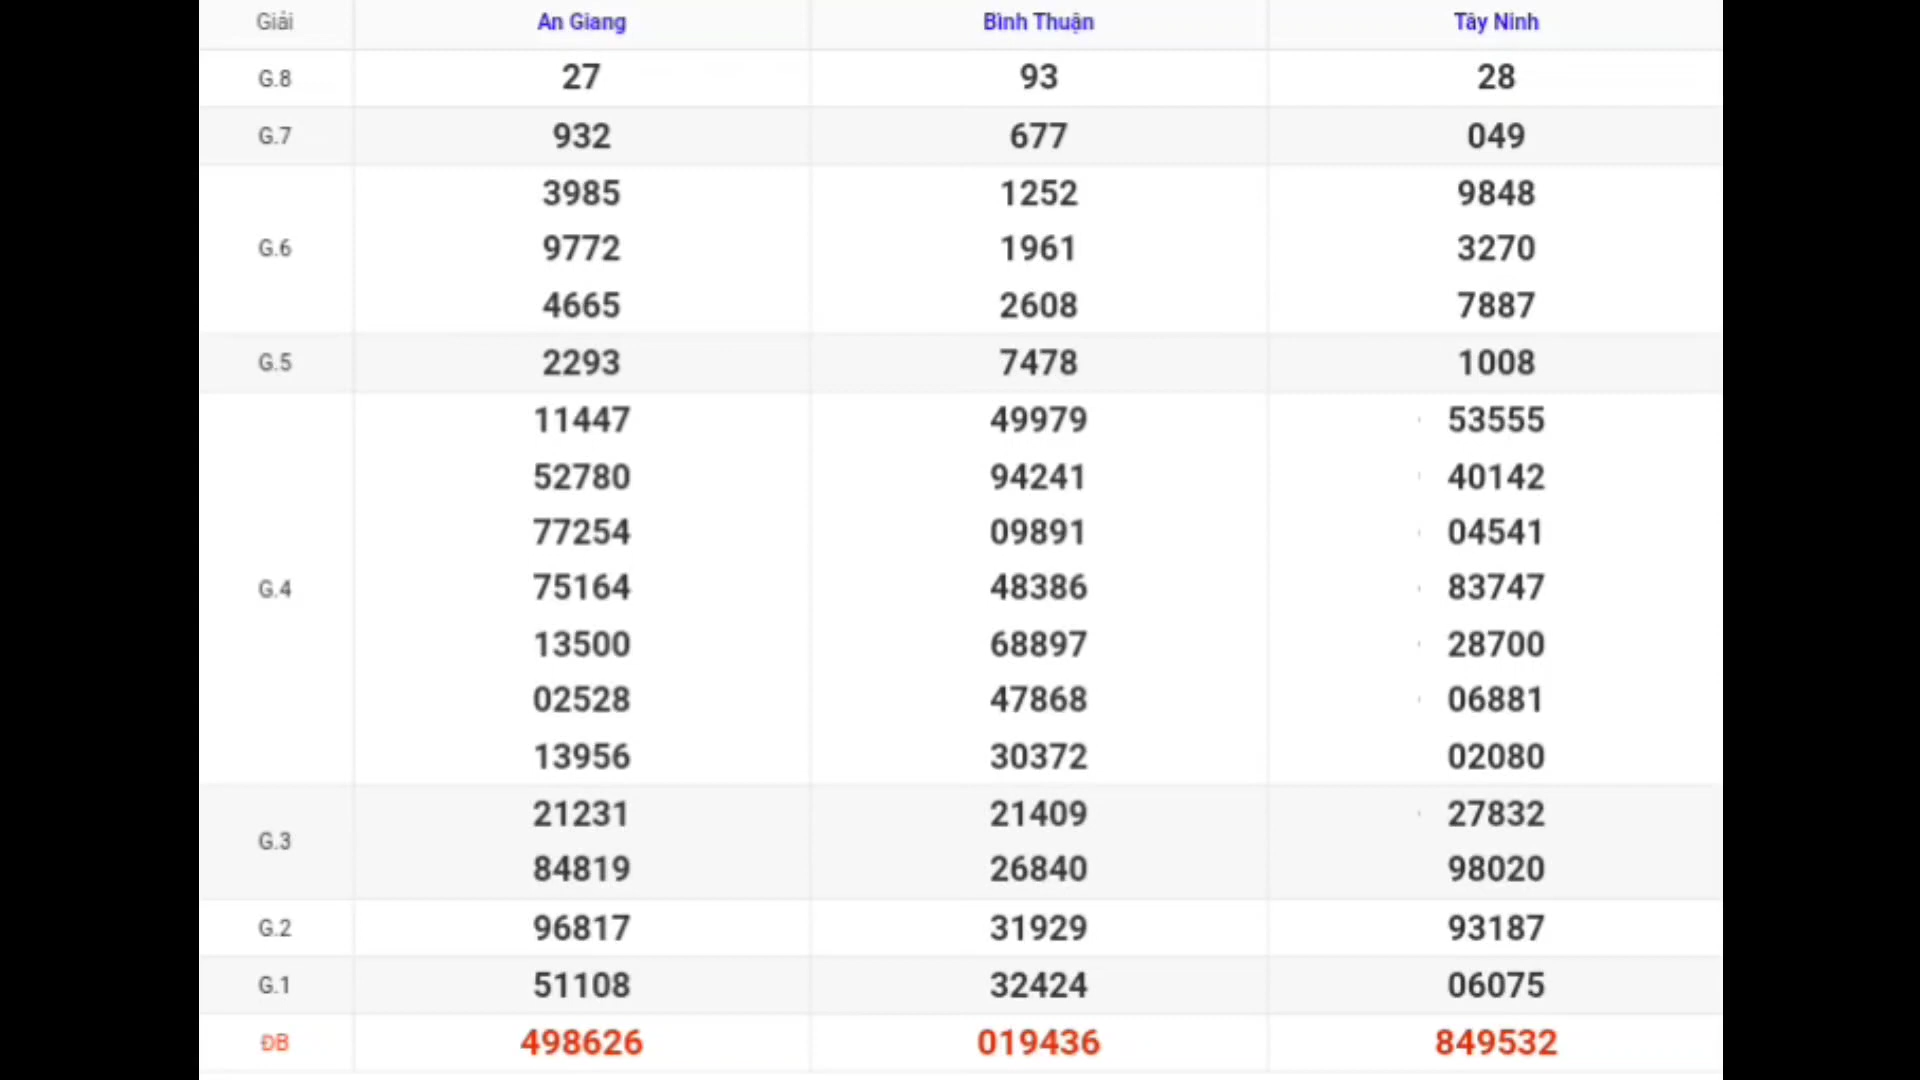 Giải An Giang Bình Thuận Tây Ninh
G.8 27 93 28
G.7 932 677 049
3985 1252 9848
G.6 9772 1961 3270
4665 2608 7887
G.5 2293 7478 1008
11447 49979 53555
52780 94241 40142
77254 09891 04541
G.4 75164 48386 83747
13500 68897 28700
02528 47868 06881
13956 30372 02080
21231 21409 27832
G.3
84819 26840 98020
G.2 96817 31929 93187
G.1 51108 32424 06075
ĐB 498626 019436 849532